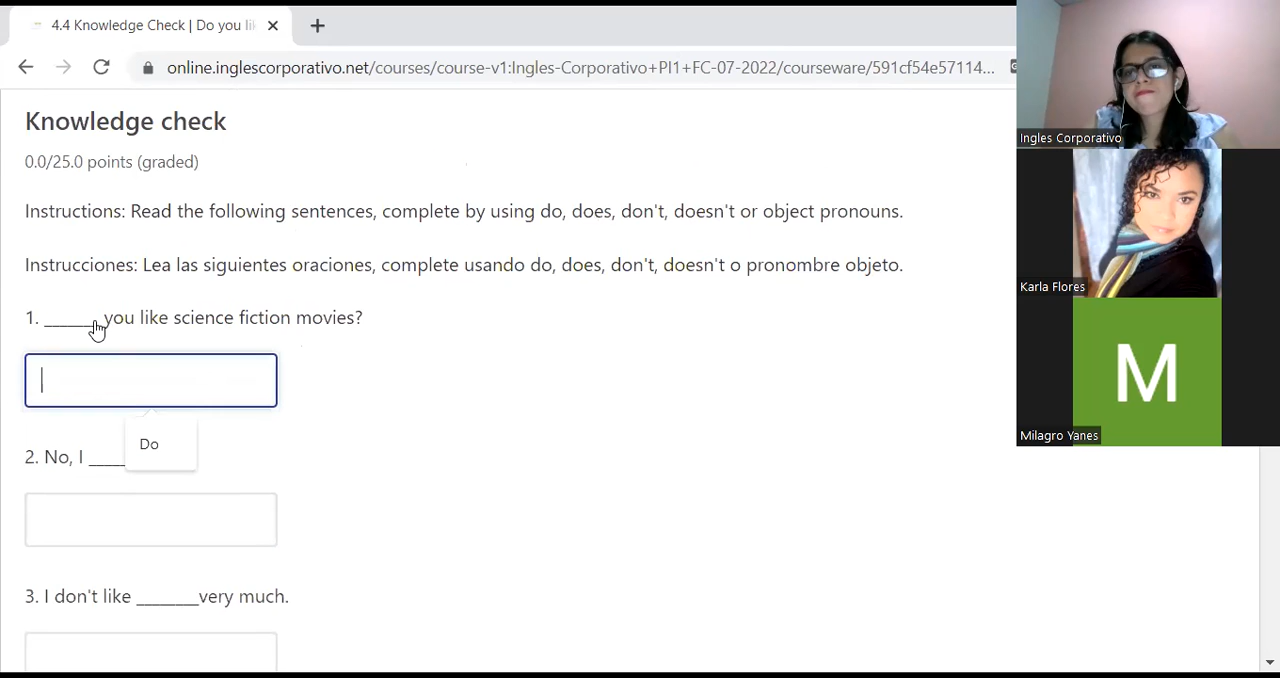 4.4 Knowledge Check | Do you li
online.inglescorporativo.net/courses/course-v1:Ingles-Corporativo+PI1+FC-07-2022/courseware/591cf54e57114...
Knowledge check
0.0/25.0 points (graded)
Instructions: Read the following sentences, complete by using do, does, don't, doesn't or object pronouns.
Instrucciones: Lea las siguientes oraciones, complete usando do, does, don't, doesn't o pronombre objeto.
1. ______ you like science fiction movies?
Do
2. No, I _____
3. I don't like ________very much.
Ingles Corporativo
Karla Flores
M
Milagro Yanes